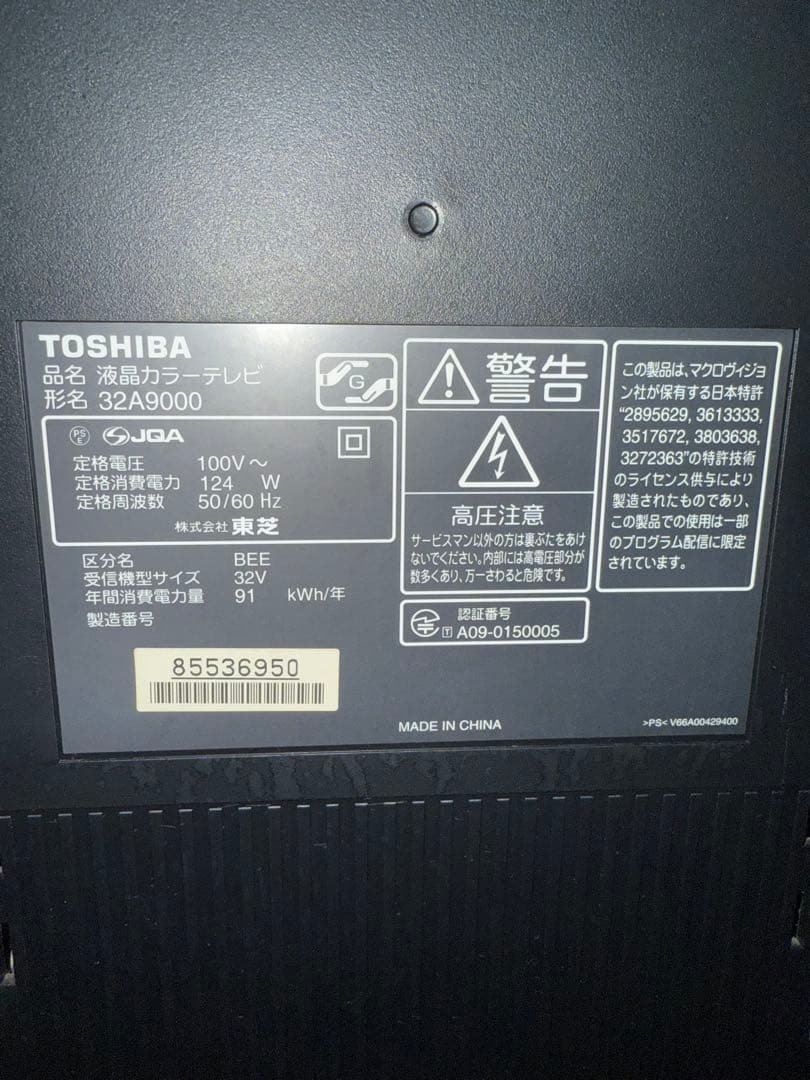 TOSHIBA
品名 液晶カラーテレビ
形名 32A9000
G
PS
E
JQA
定格電圧 100V～
定格消費電力 124 W
定格周波数 50/60 Hz
株式会社 東芝
区分名 BEE
受信機型サイズ 32V
年間消費電力量 91 kWh/年
製造番号
85536950
警告
高圧注意
サービスマン以外の方は裏ぶたをあけ
ないでください。内部には高電圧部分が
数多くあり、万一さわると危険です。
認証番号
T A09-0150005
この製品は、マクロヴィジョ
ン社が保有する日本特許
“2895629, 3613333,
3517672, 3803638,
3272363”の特許技術
のライセンス供与により
製造されたものであり、
この製品での使用は一部
のプログラム配信に限定
されています。
MADE IN CHINA
>PS< V66A00429400